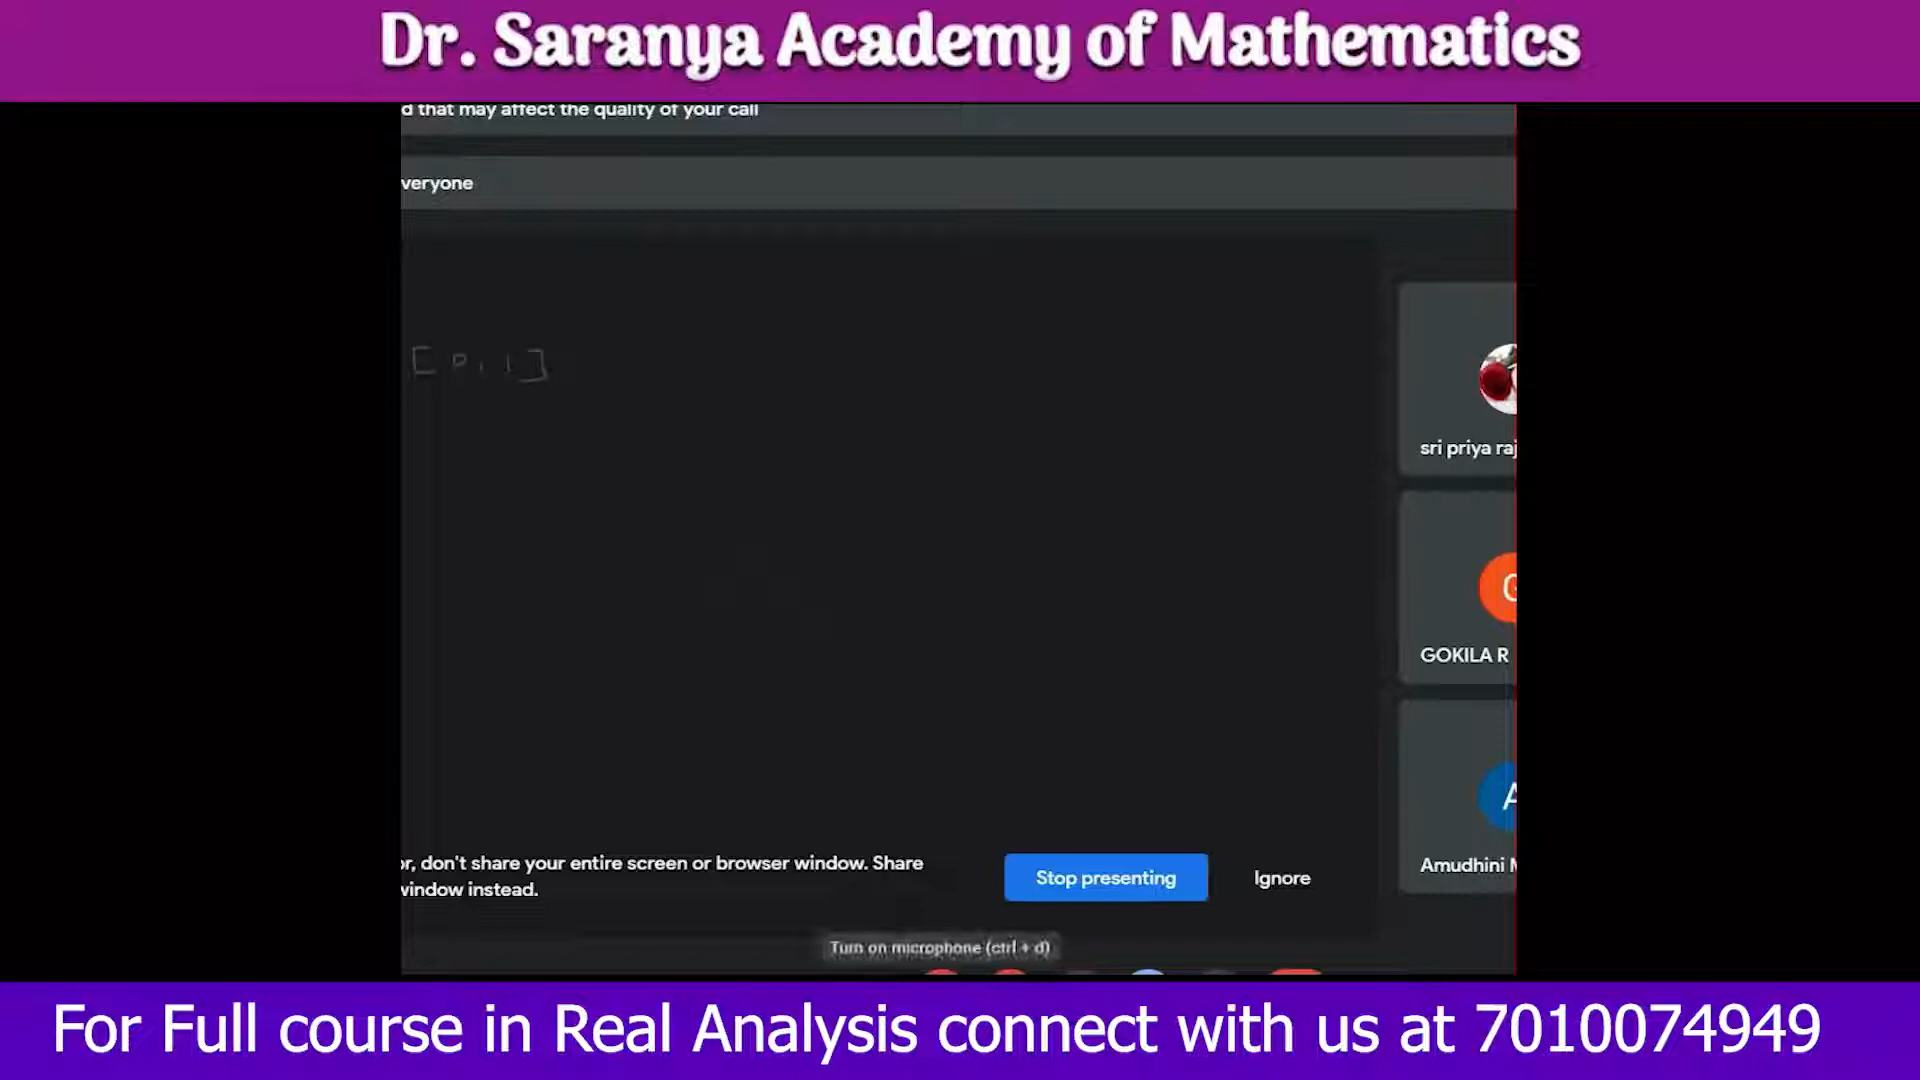 Dr. Saranya Academy of Mathematics
d that may affect the quality of your call
veryone
sri priya raj
G
GOKILA R
A
Amudhini M
or, don't share your entire screen or browser window. Share
window instead.
Stop presenting
Ignore
Turn on microphone (ctrl + d)
For Full course in Real Analysis connect with us at 7010074949